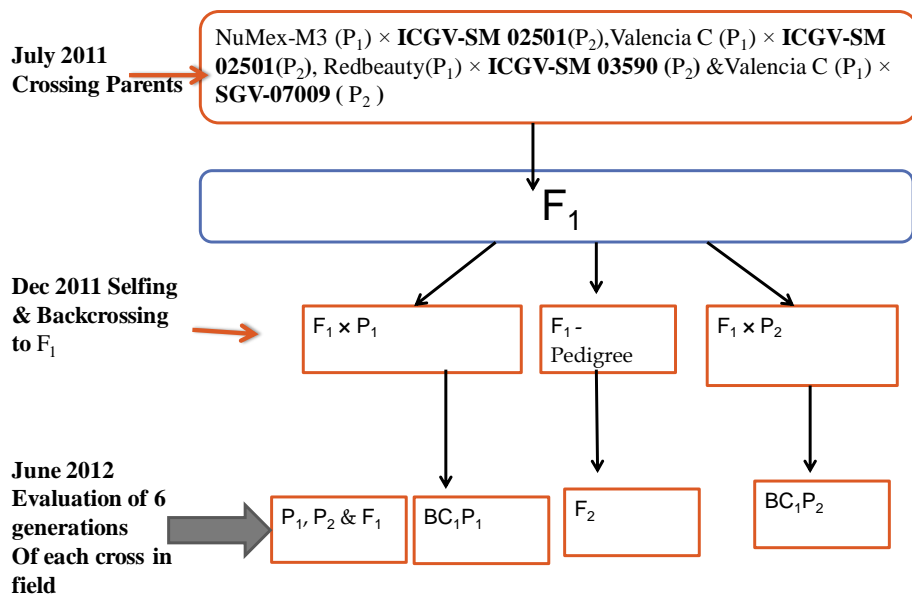 July 2011
Crossing Parents
NuMex-M3 (P₁) × ICGV-SM 02501(P₂),Valencia C (P₁) × ICGV-SM
02501(P₂), Redbeauty(P₁) × ICGV-SM 03590 (P₂) &Valencia C (P₁) ×
SGV-07009 ( P₂ )
F₁
Dec 2011 Selfing
& Backcrossing
to F₁
F₁ × P₁
F₁ -
Pedigree
F₁ × P₂
June 2012
Evaluation of 6
generations
Of each cross in
field
P₁, P₂ & F₁
BC₁P₁
F₂
BC₁P₂